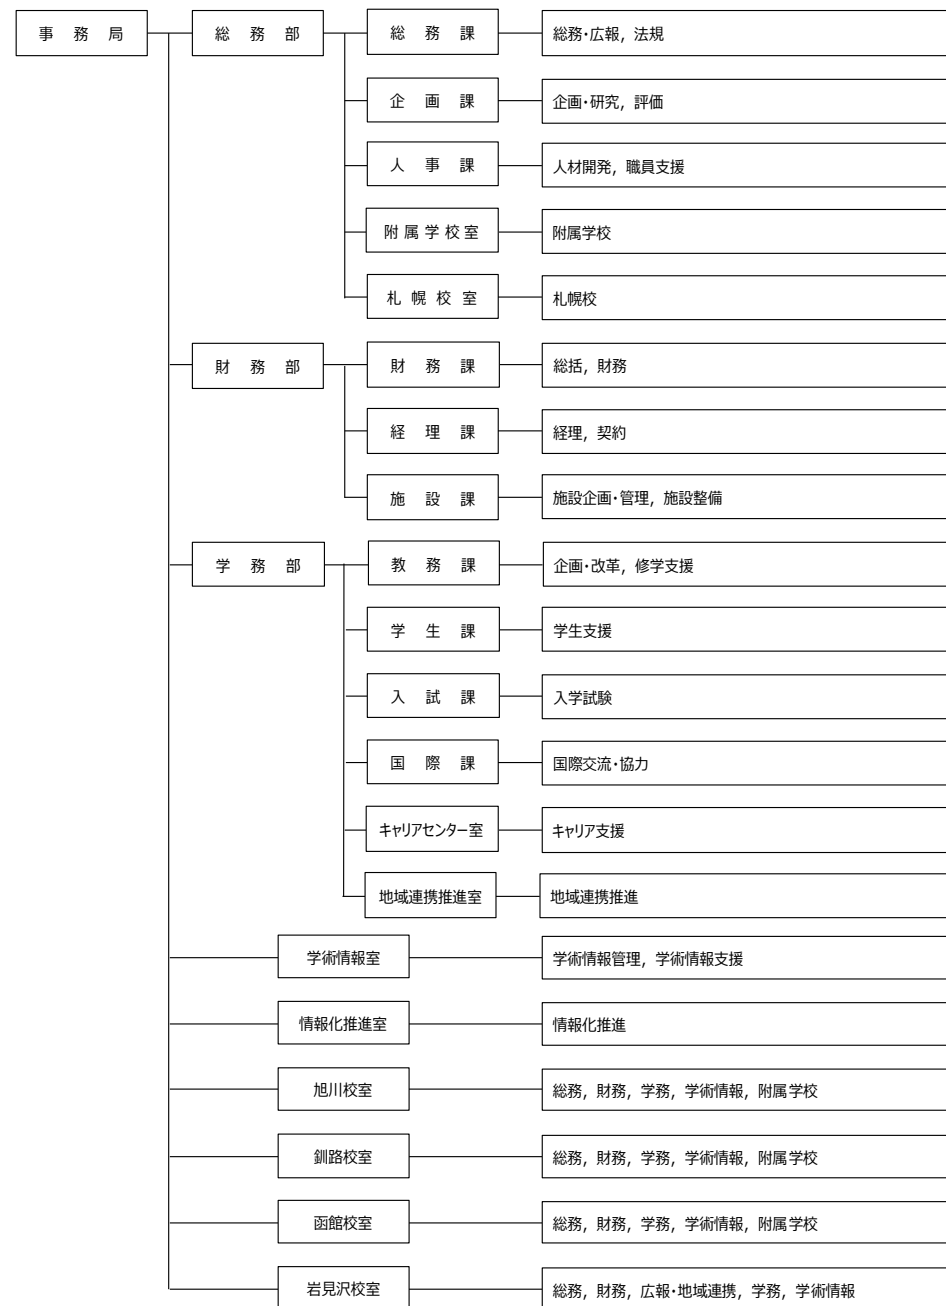 事務局
総務部
総務課
総務・広報，法規
企画課
企画・研究，評価
人事課
人材開発，職員支援
附属学校室
附属学校
札幌校室
札幌校
財務部
財務課
総括，財務
経理課
経理，契約
施設課
施設企画・管理，施設整備
学務部
教務課
企画・改革，修学支援
学生課
学生支援
入試課
入学試験
国際課
国際交流・協力
キャリアセンター室
キャリア支援
地域連携推進室
地域連携推進
学術情報室
学術情報管理，学術情報支援
情報化推進室
情報化推進
旭川校室
総務，財務，学務，学術情報，附属学校
釧路校室
総務，財務，学務，学術情報，附属学校
函館校室
総務，財務，学務，学術情報，附属学校
岩見沢校室
総務，財務，広報・地域連携，学務，学術情報